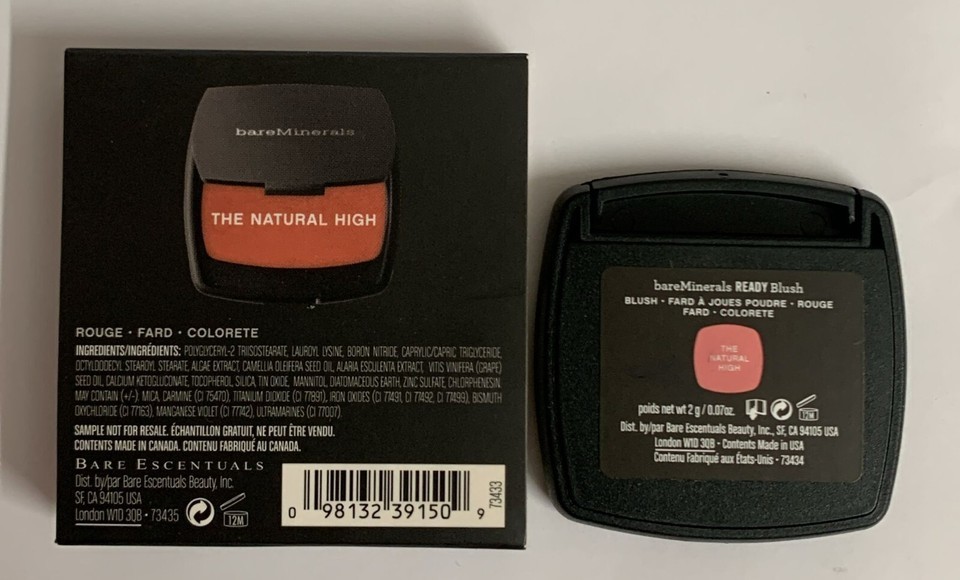 bareMinerals
THE NATURAL HIGH
ROUGE · FARD · COLORETE
INGREDIENTS/INGRÉDIENTS: POLYGLYCERYL-2 TRIISOSTEARATE, LAUROYL LYSINE, BORON NITRIDE, CAPRYLIC/CAPRIC TRIGLYCERIDE,
OCTYLDODECYL STEAROYL STEARATE, ALGAE EXTRACT, CAMELLIA OLEIFERA SEED OIL, ALARIA ESCULENTA EXTRACT, VITIS VINIFERA (GRAPE)
SEED OIL, CALCIUM KETOGLUCONATE, TOCOPHEROL, SILICA, TIN OXIDE, MANNITOL, DIATOMACEOUS EARTH, ZINC SULFATE, CHLORPHENESIN.
MAY CONTAIN (+/-): MICA, CARMINE (CI 75470), TITANIUM DIOXIDE (CI 77891), IRON OXIDES (CI 77491, CI 77492, CI 77499), BISMUTH
OXYCHLORIDE (CI 77163), MANGANESE VIOLET (CI 77742), ULTRAMARINES (CI 77007).
SAMPLE NOT FOR RESALE. ÉCHANTILLON GRATUIT, NE PEUT ÊTRE VENDU.
CONTENTS MADE IN CANADA. CONTENU FABRIQUÉ AU CANADA.
BARE ESCENTUALS
Dist. by/par Bare Escentuals Beauty, Inc.
SF, CA 94105 USA
London W1D 3QB · 73435
12M
0 98132 39150 9
73433
bareMinerals READY Blush
BLUSH · FARD À JOUES POUDRE · ROUGE
FARD · COLORETE
THE
NATURAL
HIGH
poids net wt 2 g / 0.07oz.
12M
Dist. by/par Bare Escentuals Beauty, Inc., SF, CA 94105 USA
London W1D 3QB · Contents Made in USA
Contenu Fabriqué aux États-Unis · 73434